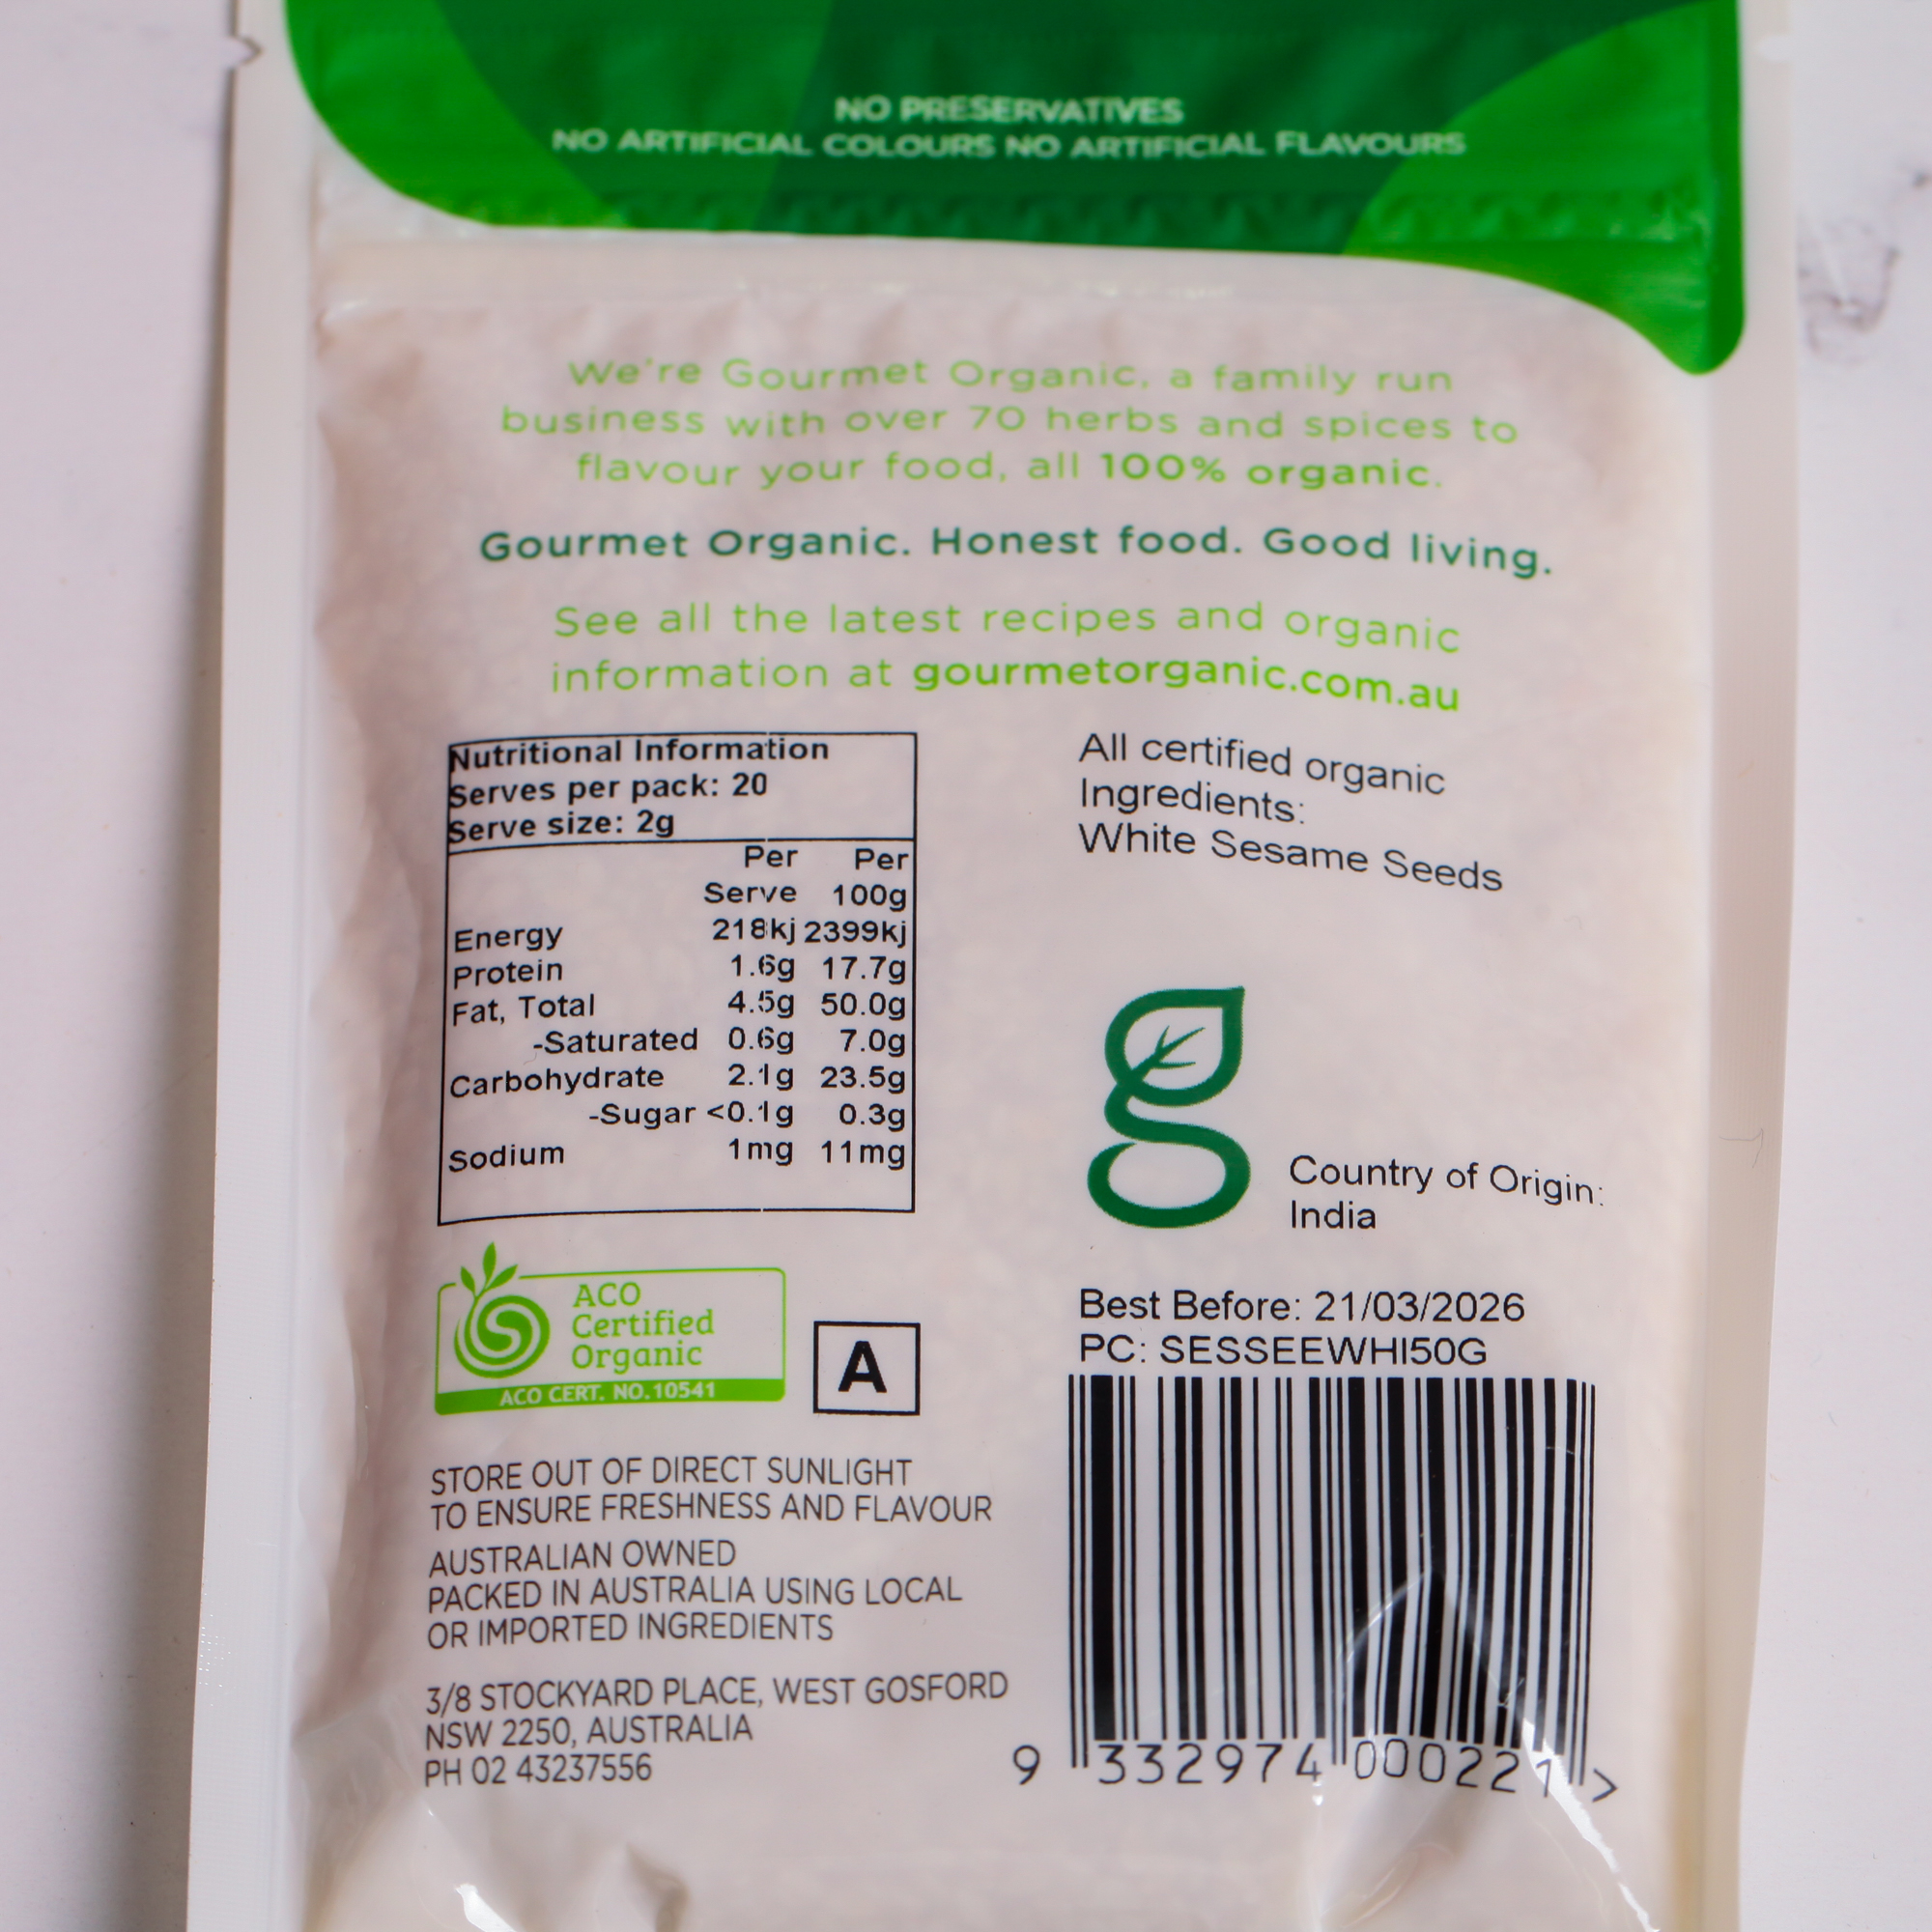 NO PRESERVATIVES
NO ARTIFICIAL COLOURS NO ARTIFICIAL FLAVOURS
We're Gourmet Organic, a family run
business with over 70 herbs and spices to
flavour your food, all 100% organic.
Gourmet Organic. Honest food. Good living.
See all the latest recipes and organic
information at gourmetorganic.com.au
Nutritional Information
Serves per pack: 20
Serve size: 2g
Per Per
Serve 100g
Energy 218kj 2399kj
Protein 1.6g 17.7g
Fat, Total 4.5g 50.0g
-Saturated 0.6g 7.0g
Carbohydrate 2.1g 23.5g
-Sugar <0.1g 0.3g
Sodium 1mg 11mg
All certified organic
Ingredients:
White Sesame Seeds
Country of Origin:
India
ACO
Certified
Organic
ACO CERT. NO. 10541
A
Best Before: 21/03/2026
PC: SESSEEWHI50G
STORE OUT OF DIRECT SUNLIGHT
TO ENSURE FRESHNESS AND FLAVOUR
AUSTRALIAN OWNED
PACKED IN AUSTRALIA USING LOCAL
OR IMPORTED INGREDIENTS
3/8 STOCKYARD PLACE, WEST GOSFORD
NSW 2250, AUSTRALIA
PH 02 43237556
9 332974 000221 >